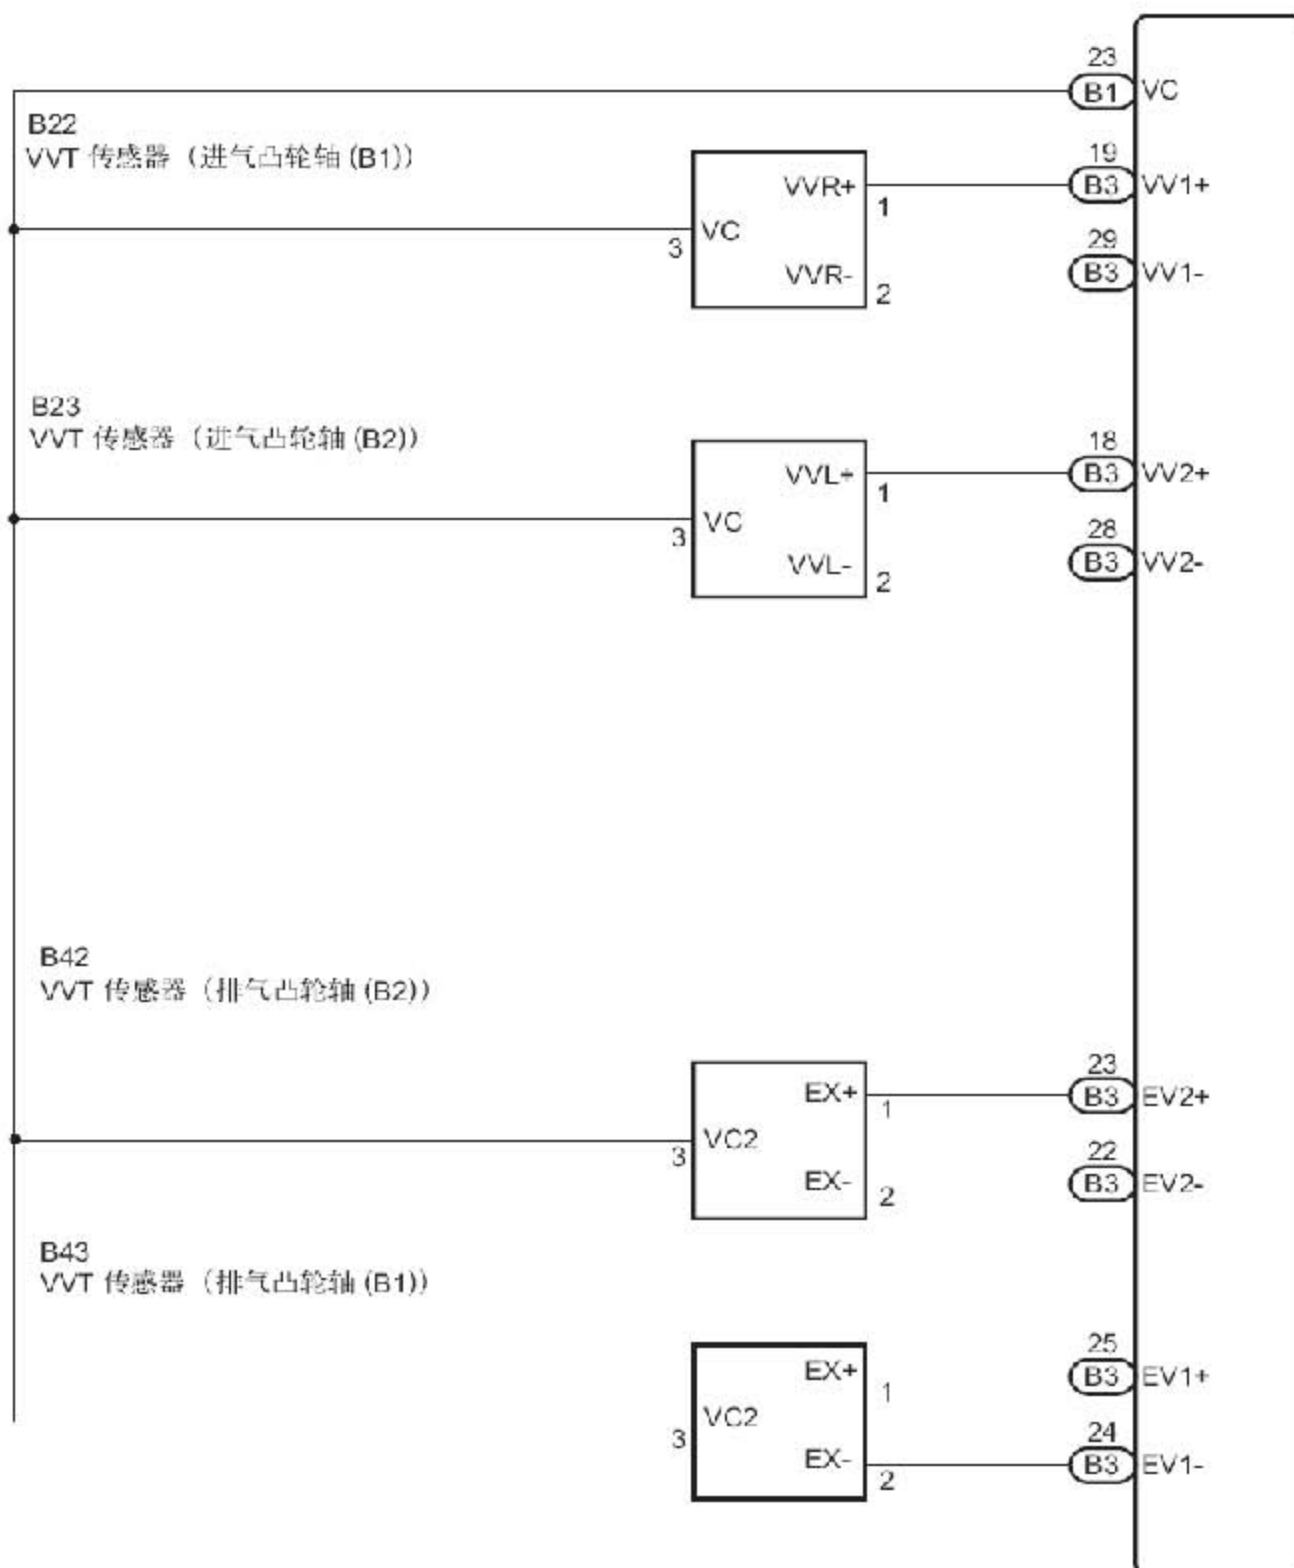 23
B1 VC
B22
VVT 传感器（进气凸轮轴 (B1)）
19
VVR+ 1 B3 VV1+
3 VC
29
VVR- 2 B3 VV1-
B23
VVT 传感器（进气凸轮轴 (B2)）
18
VVL+ 1 B3 VV2+
3 VC
28
VVL- 2 B3 VV2-
B42
VVT 传感器（排气凸轮轴 (B2)）
23
EX+ 1 B3 EV2+
3 VC2
22
EX- 2 B3 EV2-
B43
VVT 传感器（排气凸轮轴 (B1)）
25
EX+ 1 B3 EV1+
3 VC2
24
EX- 2 B3 EV1-